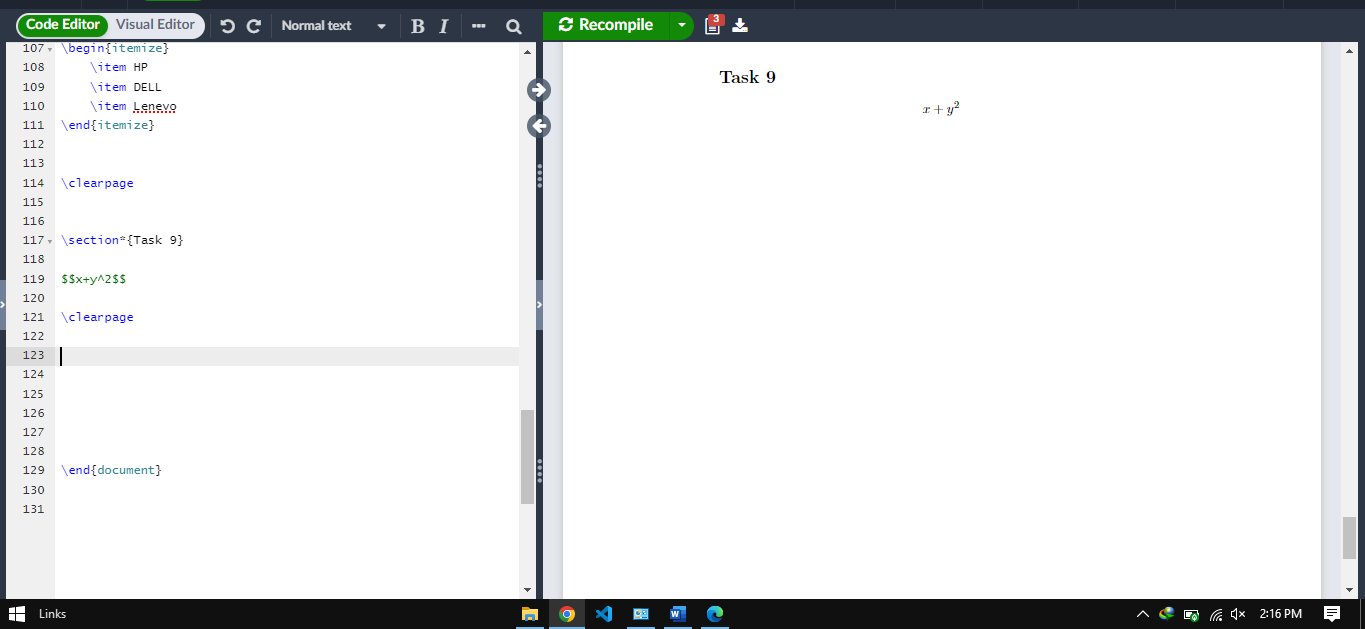 Code Editor Visual Editor Normal text B I Recompile 3
107 \begin{itemize}
108 \item HP
109 \item DELL
110 \item Lenevo
111 \end{itemize}
112
113
114 \clearpage
115
116
117 \section*{Task 9}
118
119 $$x+y^2$$
120
121 \clearpage
122
123
124
125
126
127
128
129 \end{document}
130
131
Task 9
x + y²
Links 2:16 PM